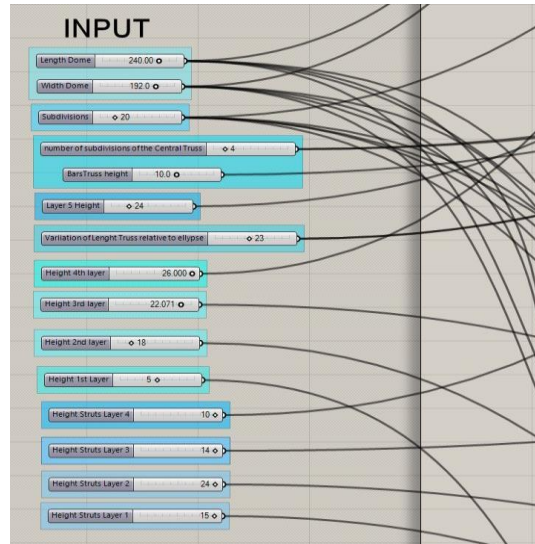 INPUT
Length Dome 240.00
Width Dome 192.0
Subdivisions 20
number of subdivisions of the Central Truss 4
BarsTruss height 10.0
Layer 5 Height 24
Variation of Lenght Truss relative to ellypse 23
Height 4th layer 26.000
Height 3rd layer 22.071
Height 2nd layer 18
Height 1st Layer 5
Height Struts Layer 4 10
Height Struts Layer 3 14
Height Struts Layer 2 24
Height Struts Layer 1 15